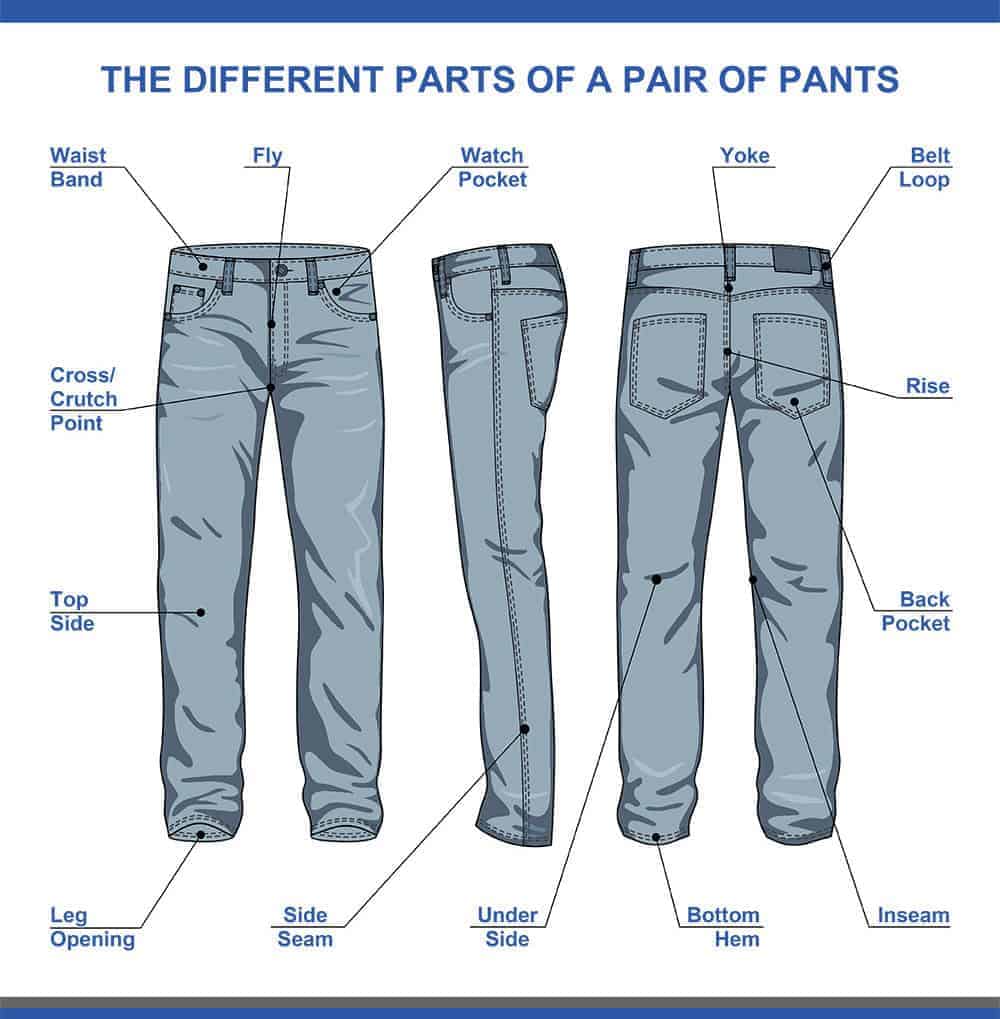 THE DIFFERENT PARTS OF A PAIR OF PANTS
Waist
Band
Fly
Watch
Pocket
Yoke
Belt
Loop
Cross/
Crutch
Point
Rise
Top
Side
Back
Pocket
Leg
Opening
Side
Seam
Under
Side
Bottom
Hem
Inseam